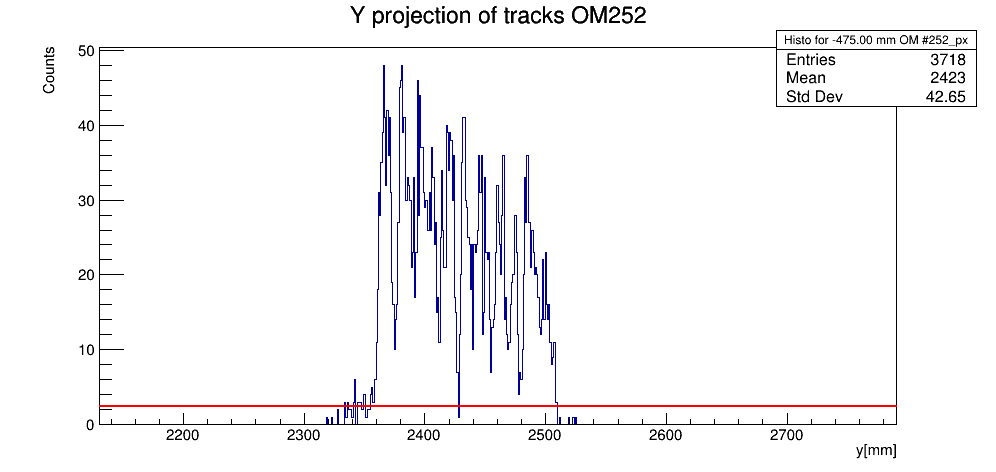 Y projection of tracks OM252
Histo for -475.00 mm OM #252_px
Entries 3718
Mean 2423
Std Dev 42.65
Counts
50
40
30
20
10
0
2200 2300 2400 2500 2600 2700
y[mm]